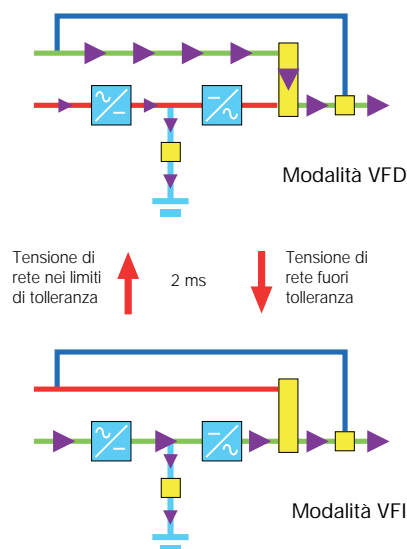 Modalità VFD
Tensione di
rete nei limiti
di tolleranza
2 ms
Tensione di
rete fuori
tolleranza
Modalità VFI